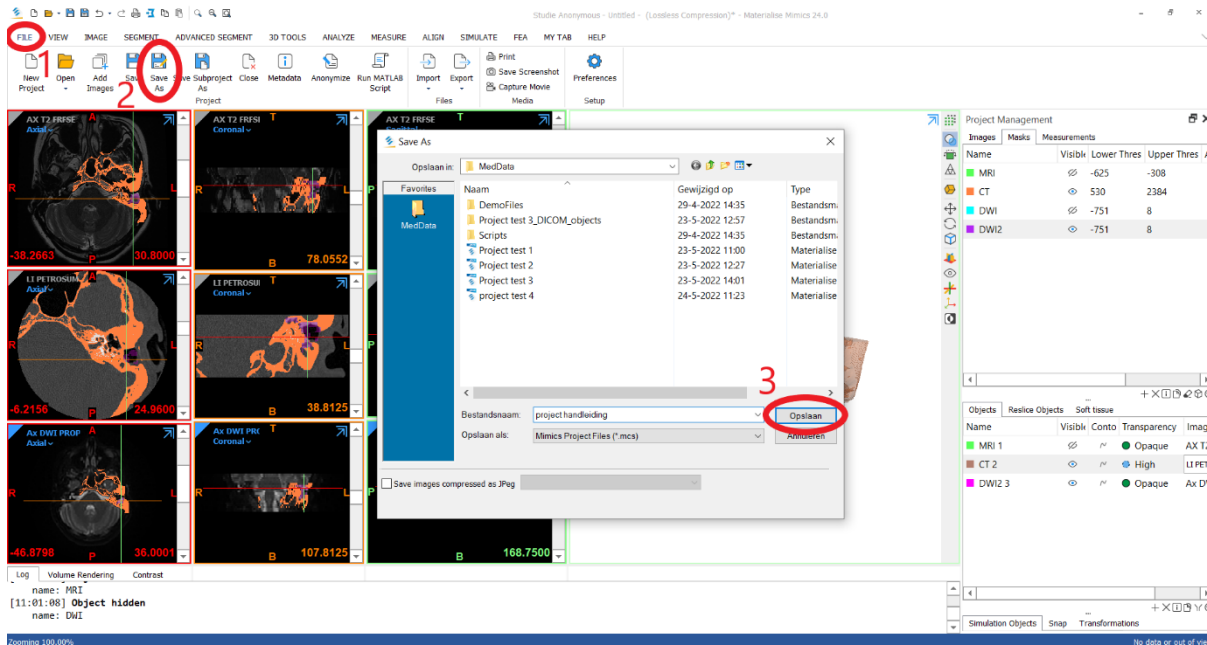 Studie Anonymous - Untitled - (Lossless Compression)* - Materialise Mimics 24.0
FILE VIEW IMAGE SEGMENT ADVANCED SEGMENT 3D TOOLS ANALYZE MEASURE ALIGN SIMULATE FEA MY TAB HELP
1
2
New Project
Open
Add Images
Save
Save As
Save Subproject As
Close
Metadata
Anonymize
Run MATLAB Script
Import
Export
Print
Save Screenshot
Capture Movie
Preferences
Project
Files
Media
Setup
AX T2 FRFSE
Axial
A
R
L
P
-38.2663
30.8000
AX T2 FRFSI
Coronal
T
R
L
B
78.0552
AX T2 FRFSE
T
P
LI PETROSUM
Axial
A
R
L
P
-6.2156
24.9600
LI PETROSUI
Coronal
T
R
L
B
38.8125
P
Ax DWI PROP
Axial
A
R
L
P
-46.8798
36.0001
Ax DWI PRC
Coronal
T
R
L
B
107.8125
P
B
168.7500
Save As
Opslaan in: MedData
Favorites
MedData
Naam Gewijzigd op Type
DemoFiles 29-4-2022 14:35 Bestandsm
Project test 3_DICOM_objects 23-5-2022 12:57 Bestandsm
Scripts 29-4-2022 14:35 Bestandsm
Project test 1 23-5-2022 11:00 Materialise
Project test 2 23-5-2022 12:27 Materialise
Project test 3 23-5-2022 14:01 Materialise
project test 4 24-5-2022 11:23 Materialise
3
Bestandsnaam: project handleiding Opslaan
Opslaan als: Mimics Project Files (*.mcs) Annuleren
Save images compressed as JPeg
Project Management
Images Masks Measurements
Name Visibl Lower Thres Upper Thres
MRI -625 -308
CT 530 2384
DWI -751 8
DWI2 -751 8
Objects Reslice Objects Soft tissue
Name Visibl Conto Transparency Imag
MRI 1 Opaque AX T2
CT 2 High LI PET
DWI2 3 Opaque Ax DV
Simulation Objects Snap Transformations
Log Volume Rendering Contrast
name: MRI
[11:01:08] Object hidden
name: DWI
Zooming 100.00%
No data or out of view